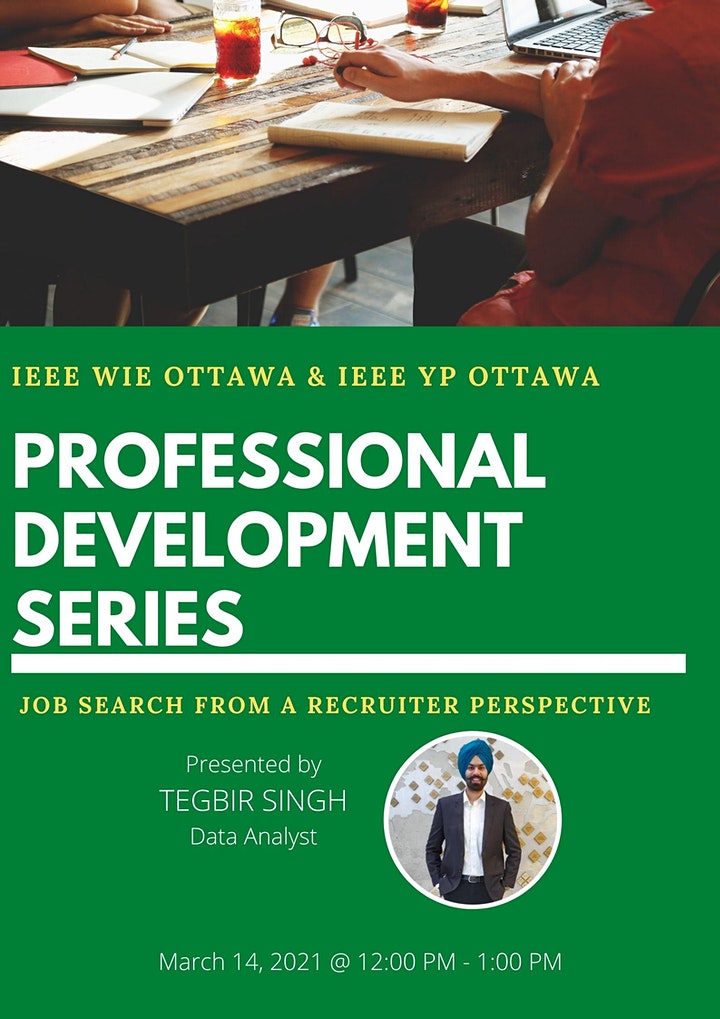 IEEE WIE OTTAWA & IEEE YP OTTAWA
PROFESSIONAL
DEVELOPMENT
SERIES
JOB SEARCH FROM A RECRUITER PERSPECTIVE
Presented by
TEGBIR SINGH
Data Analyst
March 14, 2021 @ 12:00 PM - 1:00 PM